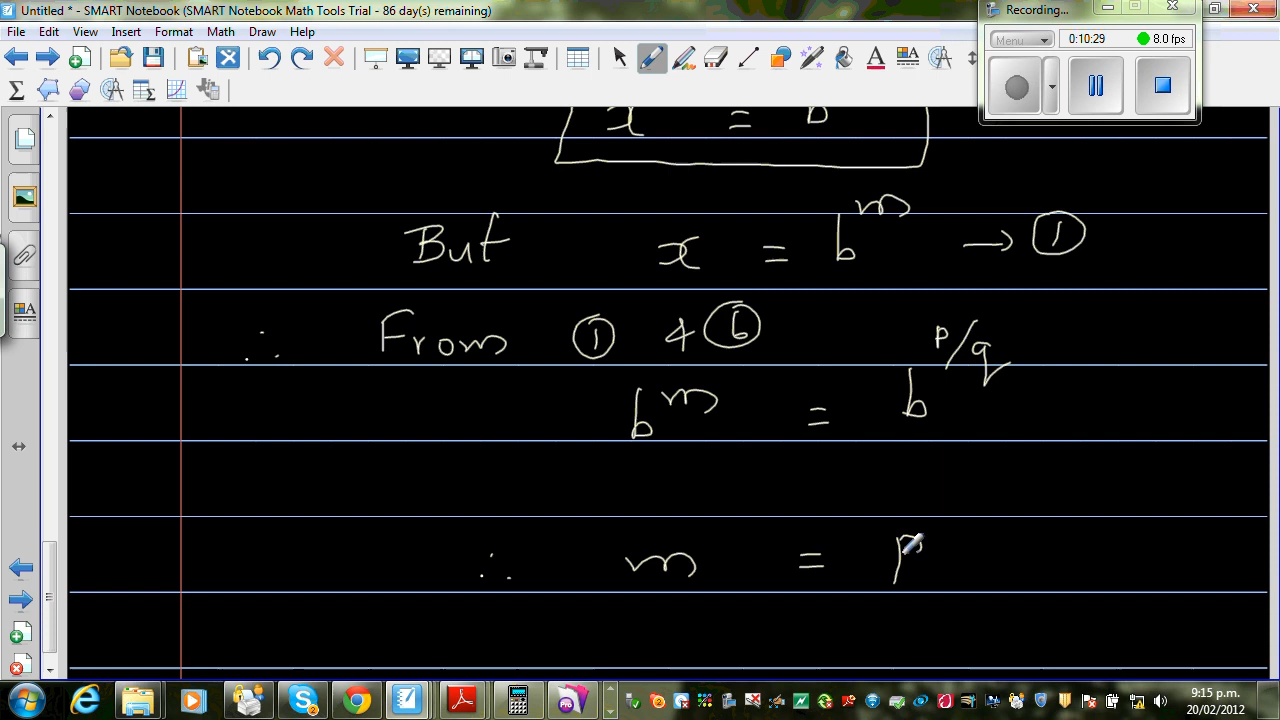 Untitled * - SMART Notebook (SMART Notebook Math Tools Trial - 86 day(s) remaining)
Recording...
File Edit View Insert Format Math Draw Help
Menu
0:10:29
8.0 fps
x = b
But x = b^m → ①
∴ From ① & ⑥
b^m = b^p/q
∴ m = p
9:15 p.m.
20/02/2012